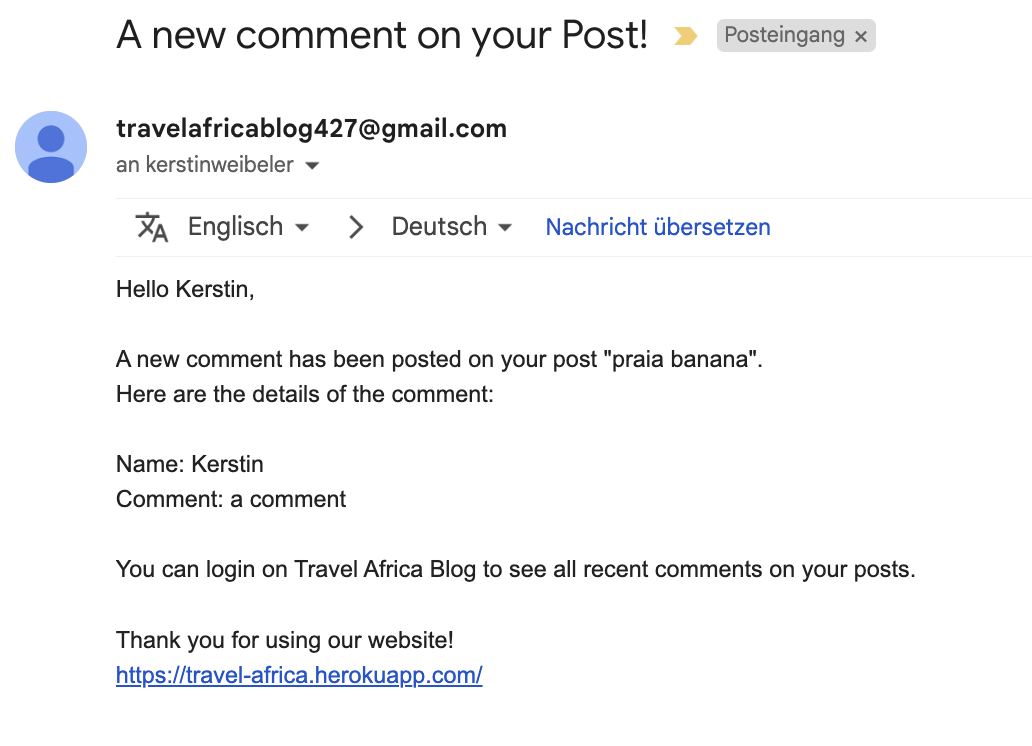 A new comment on your Post! Posteingang ×
travelafricablog427@gmail.com
an kerstinweibeler
Englisch > Deutsch Nachricht übersetzen
Hello Kerstin,
A new comment has been posted on your post "praia banana".
Here are the details of the comment:
Name: Kerstin
Comment: a comment
You can login on Travel Africa Blog to see all recent comments on your posts.
Thank you for using our website!
https://travel-africa.herokuapp.com/